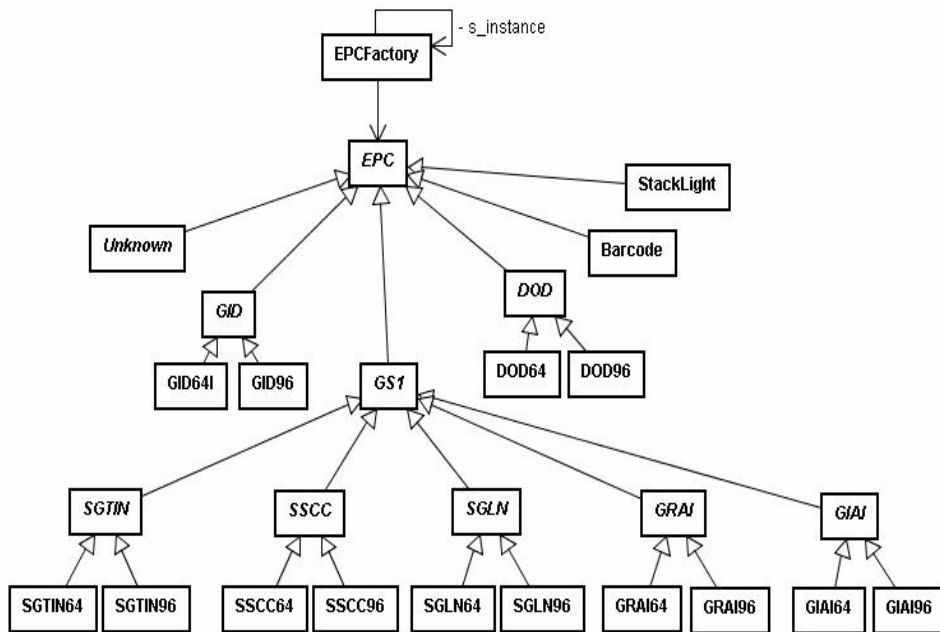 - s_instance
EPCFactory
EPC
StackLight
Unknown
Barcode
GID
DOD
GID64I
GID96
GS1
DOD64
DOD96
SGTIN
SSCC
SGLN
GRAI
GIAI
SGTIN64
SGTIN96
SSCC64
SSCC96
SGLN64
SGLN96
GRAI64
GRAI96
GIAI64
GIAI96